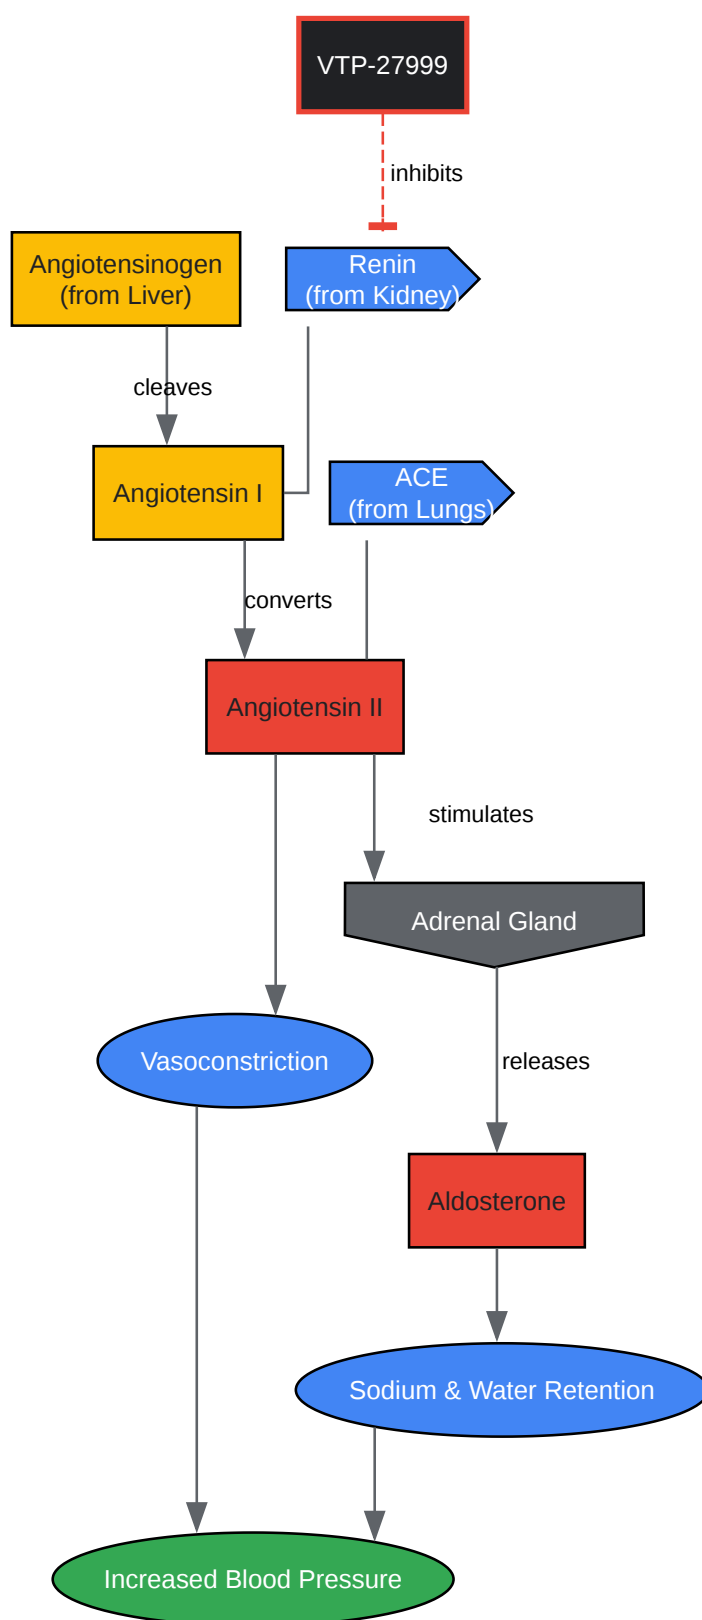 VTP-27999
inhibits
Angiotensinogen
(from Liver)
Renin
(from Kidney)
cleaves
Angiotensin I
ACE
(from Lungs)
converts
Angiotensin II
stimulates
Adrenal Gland
Vasoconstriction
releases
Aldosterone
Sodium & Water Retention
Increased Blood Pressure